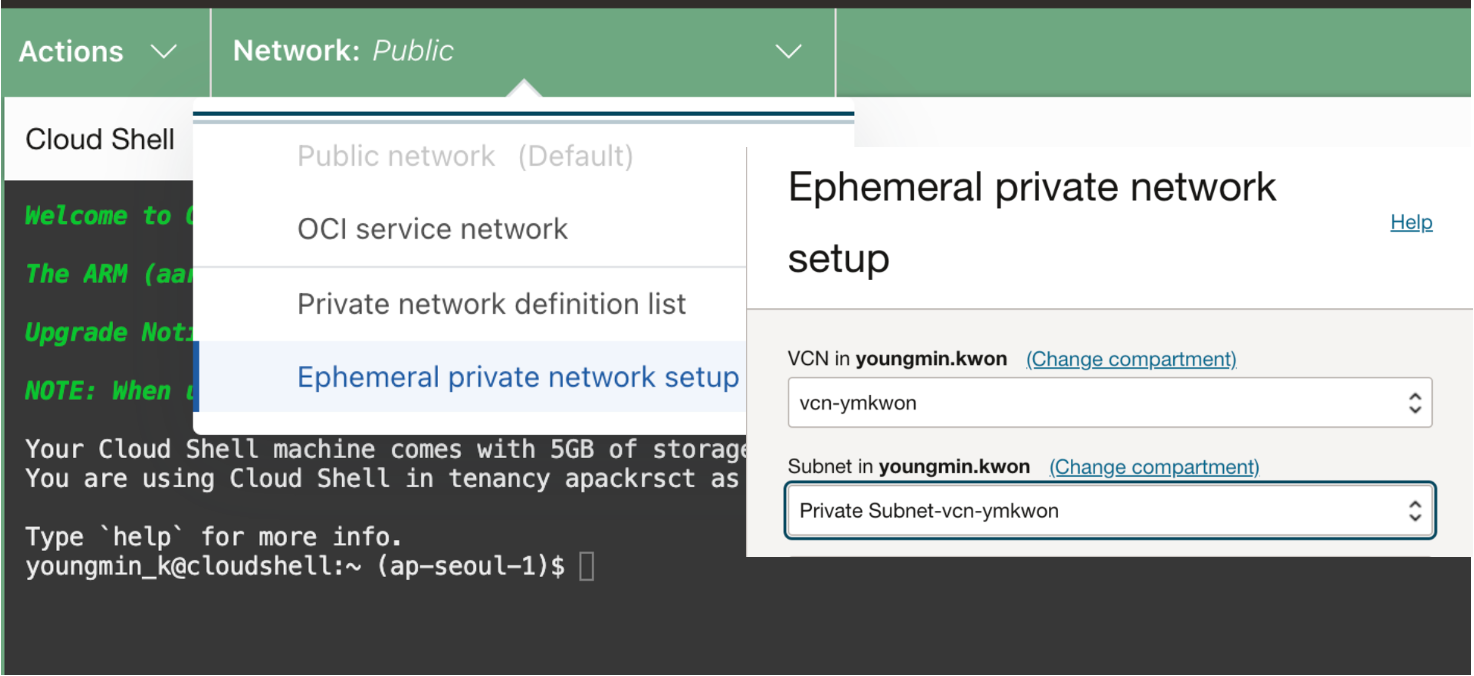 Actions
Network: Public
Cloud Shell
Public network (Default)
OCI service network
Private network definition list
Ephemeral private network setup
Welcome to
The ARM
Upgrade
NOTE: When
Your Cloud Shell machine comes with 5GB of storage
You are using Cloud Shell in tenancy apackrsct as
Type `help` for more info.
youngmin_k@cloudshell:~ (ap-seoul-1)$
Ephemeral private network
setup
Help
VCN in youngmin.kwon (Change compartment)
vcn-ymkwon
Subnet in youngmin.kwon (Change compartment)
Private Subnet-vcn-ymkwon